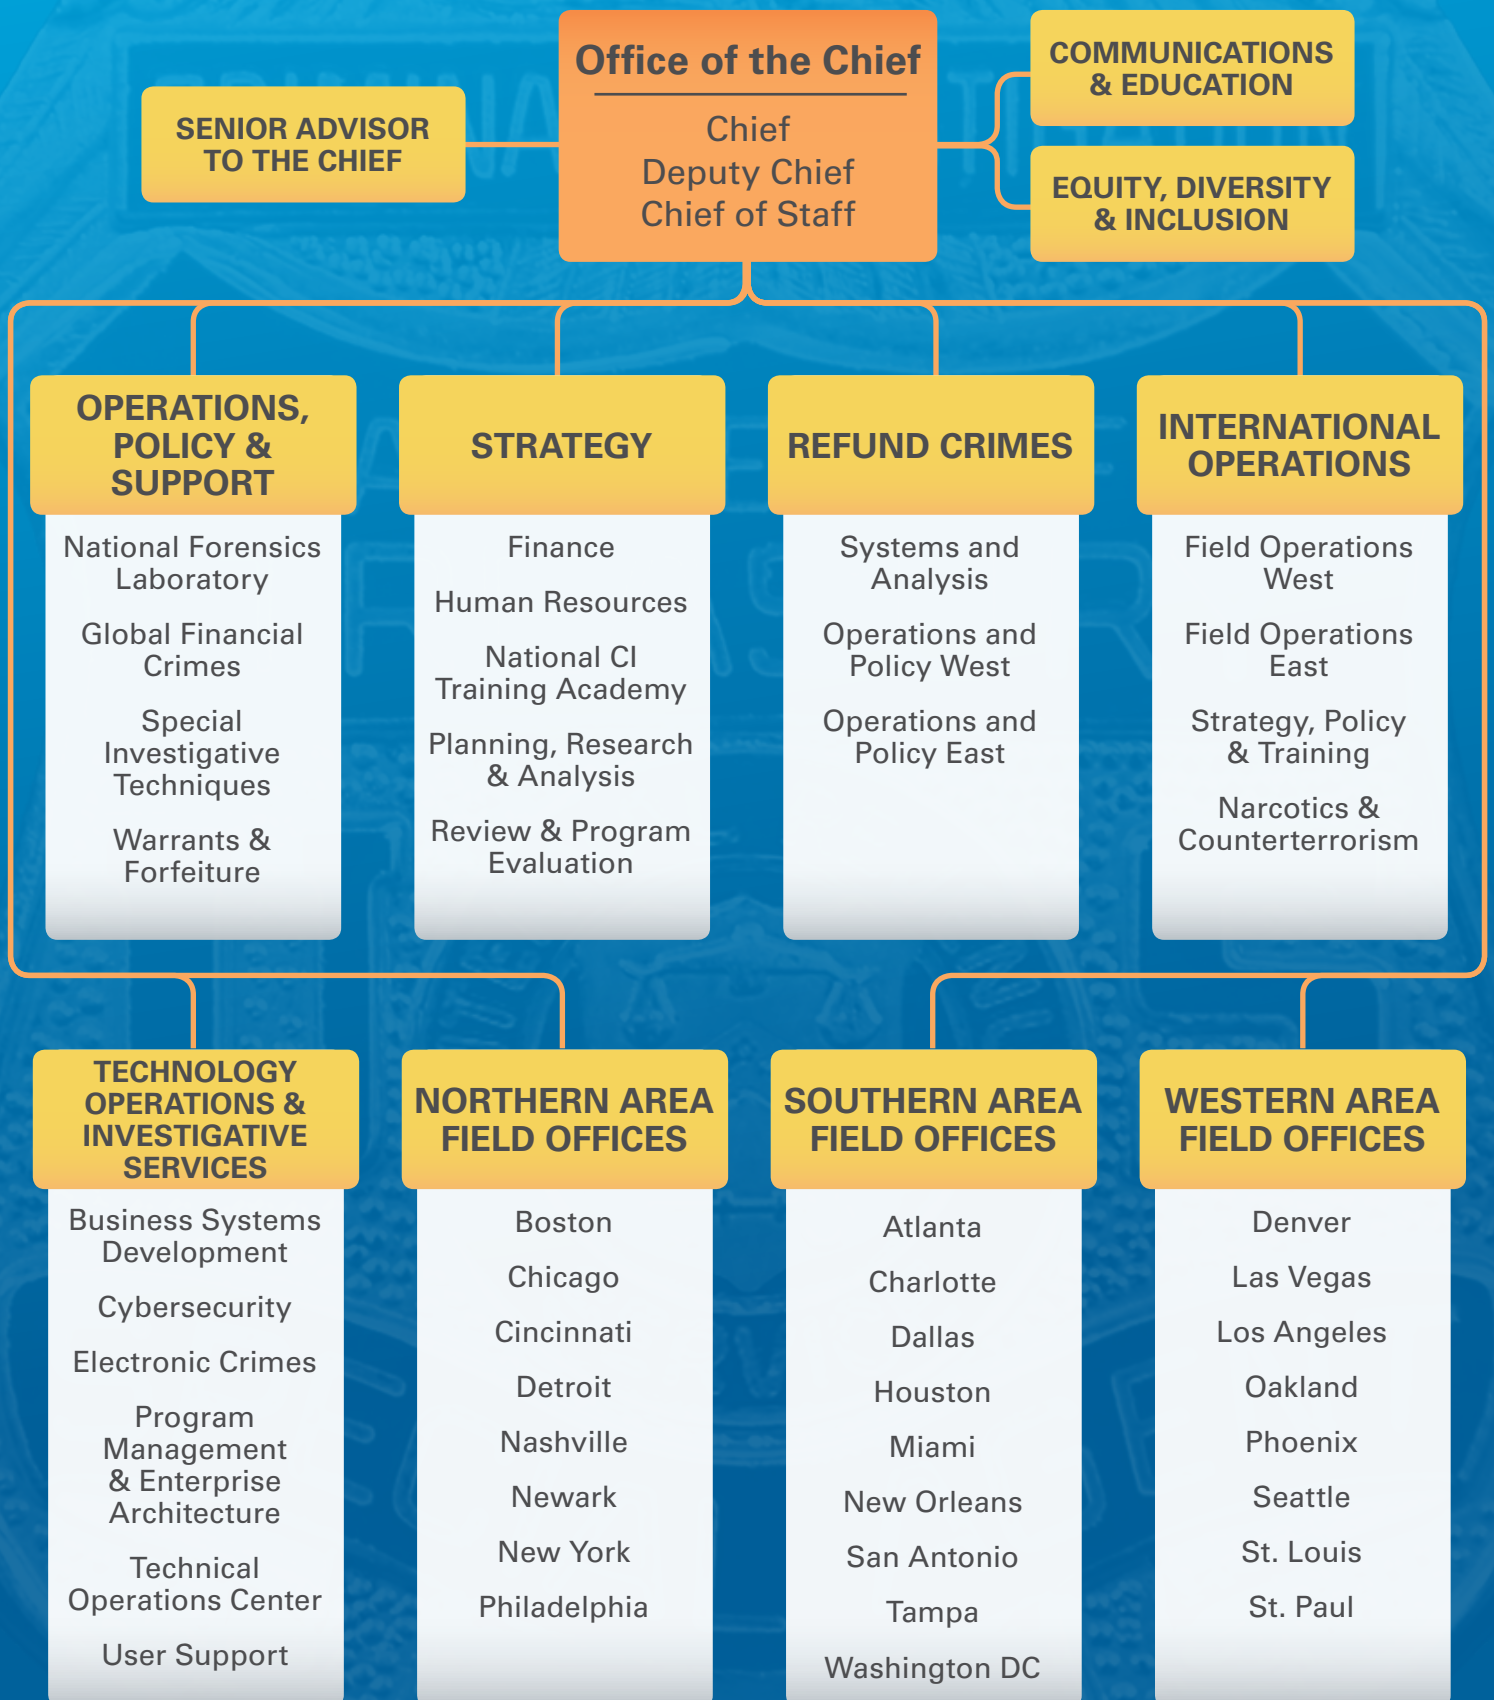 Office of the Chief
Chief
Deputy Chief
Chief of Staff
SENIOR ADVISOR
TO THE CHIEF
COMMUNICATIONS
& EDUCATION
EQUITY, DIVERSITY
& INCLUSION
OPERATIONS,
POLICY &
SUPPORT
National Forensics
Laboratory
Global Financial
Crimes
Special
Investigative
Techniques
Warrants &
Forfeiture
STRATEGY
Finance
Human Resources
National CI
Training Academy
Planning, Research
& Analysis
Review & Program
Evaluation
REFUND CRIMES
Systems and
Analysis
Operations and
Policy West
Operations and
Policy East
INTERNATIONAL
OPERATIONS
Field Operations
West
Field Operations
East
Strategy, Policy
& Training
Narcotics &
Counterterrorism
TECHNOLOGY
OPERATIONS &
INVESTIGATIVE
SERVICES
Business Systems
Development
Cybersecurity
Electronic Crimes
Program
Management
& Enterprise
Architecture
Technical
Operations Center
User Support
NORTHERN AREA
FIELD OFFICES
Boston
Chicago
Cincinnati
Detroit
Nashville
Newark
New York
Philadelphia
SOUTHERN AREA
FIELD OFFICES
Atlanta
Charlotte
Dallas
Houston
Miami
New Orleans
San Antonio
Tampa
Washington DC
WESTERN AREA
FIELD OFFICES
Denver
Las Vegas
Los Angeles
Oakland
Phoenix
Seattle
St. Louis
St. Paul